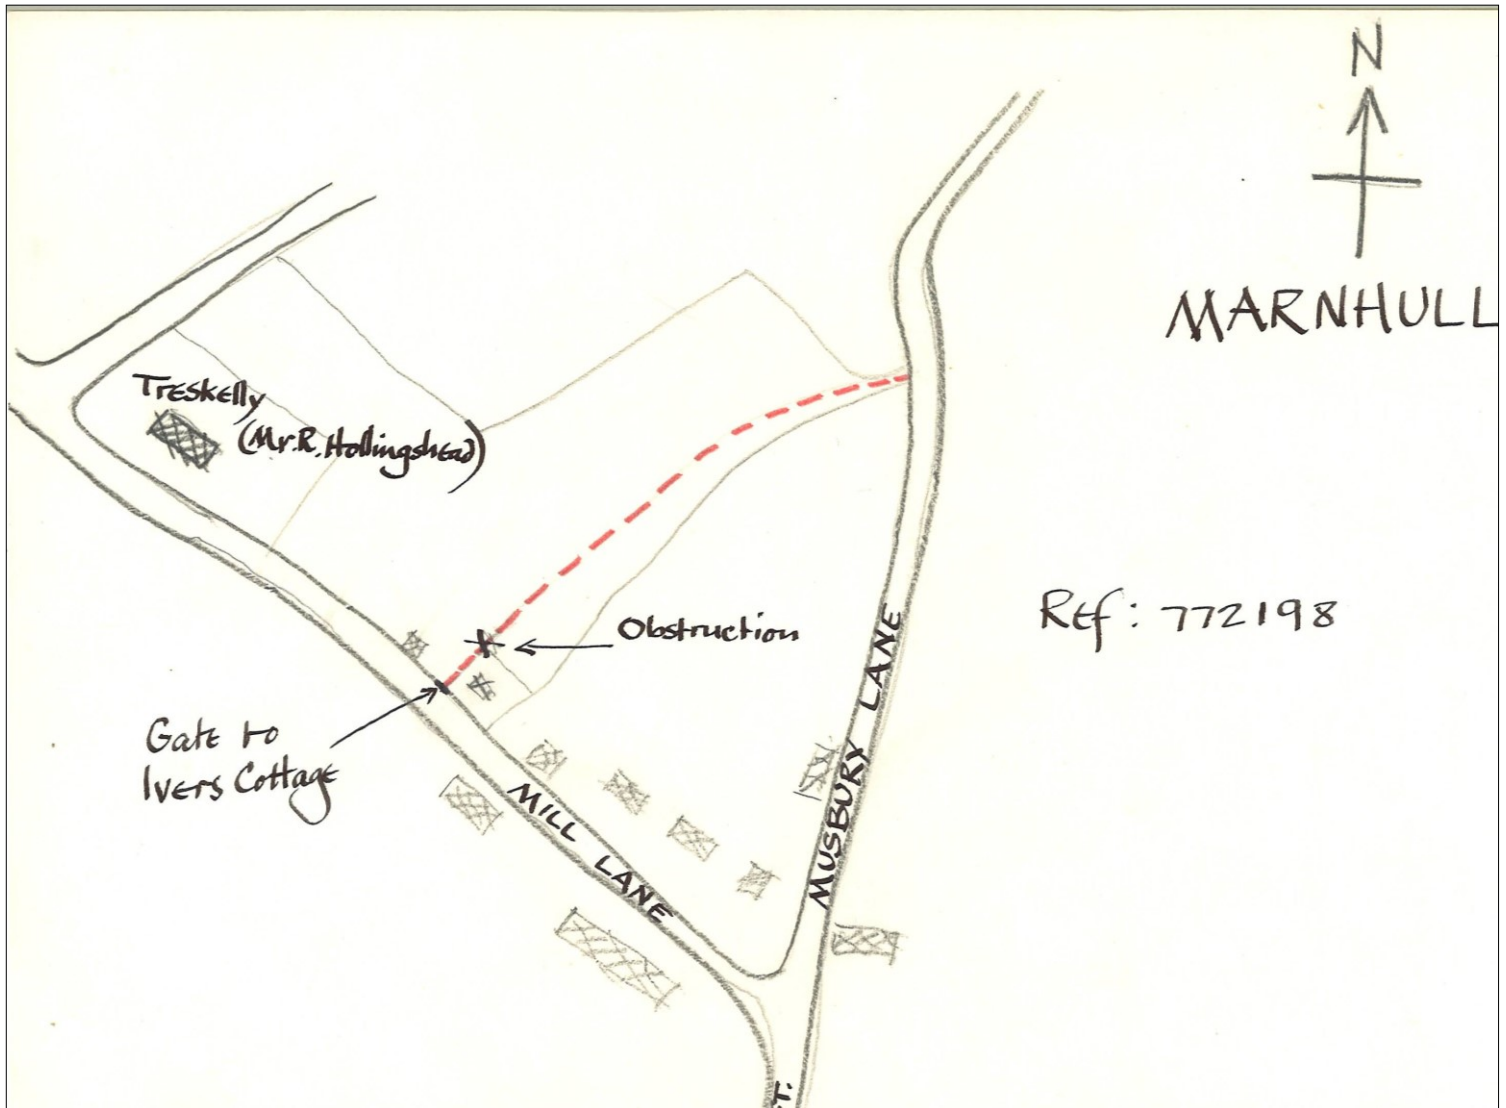 N
MARNHULL
Treskelly
(Mr. R. Hollingshead)
Ref: 772198
Obstruction
Gate to
Ivers Cottage
MILL LANE
MUSBURY LANE
T.